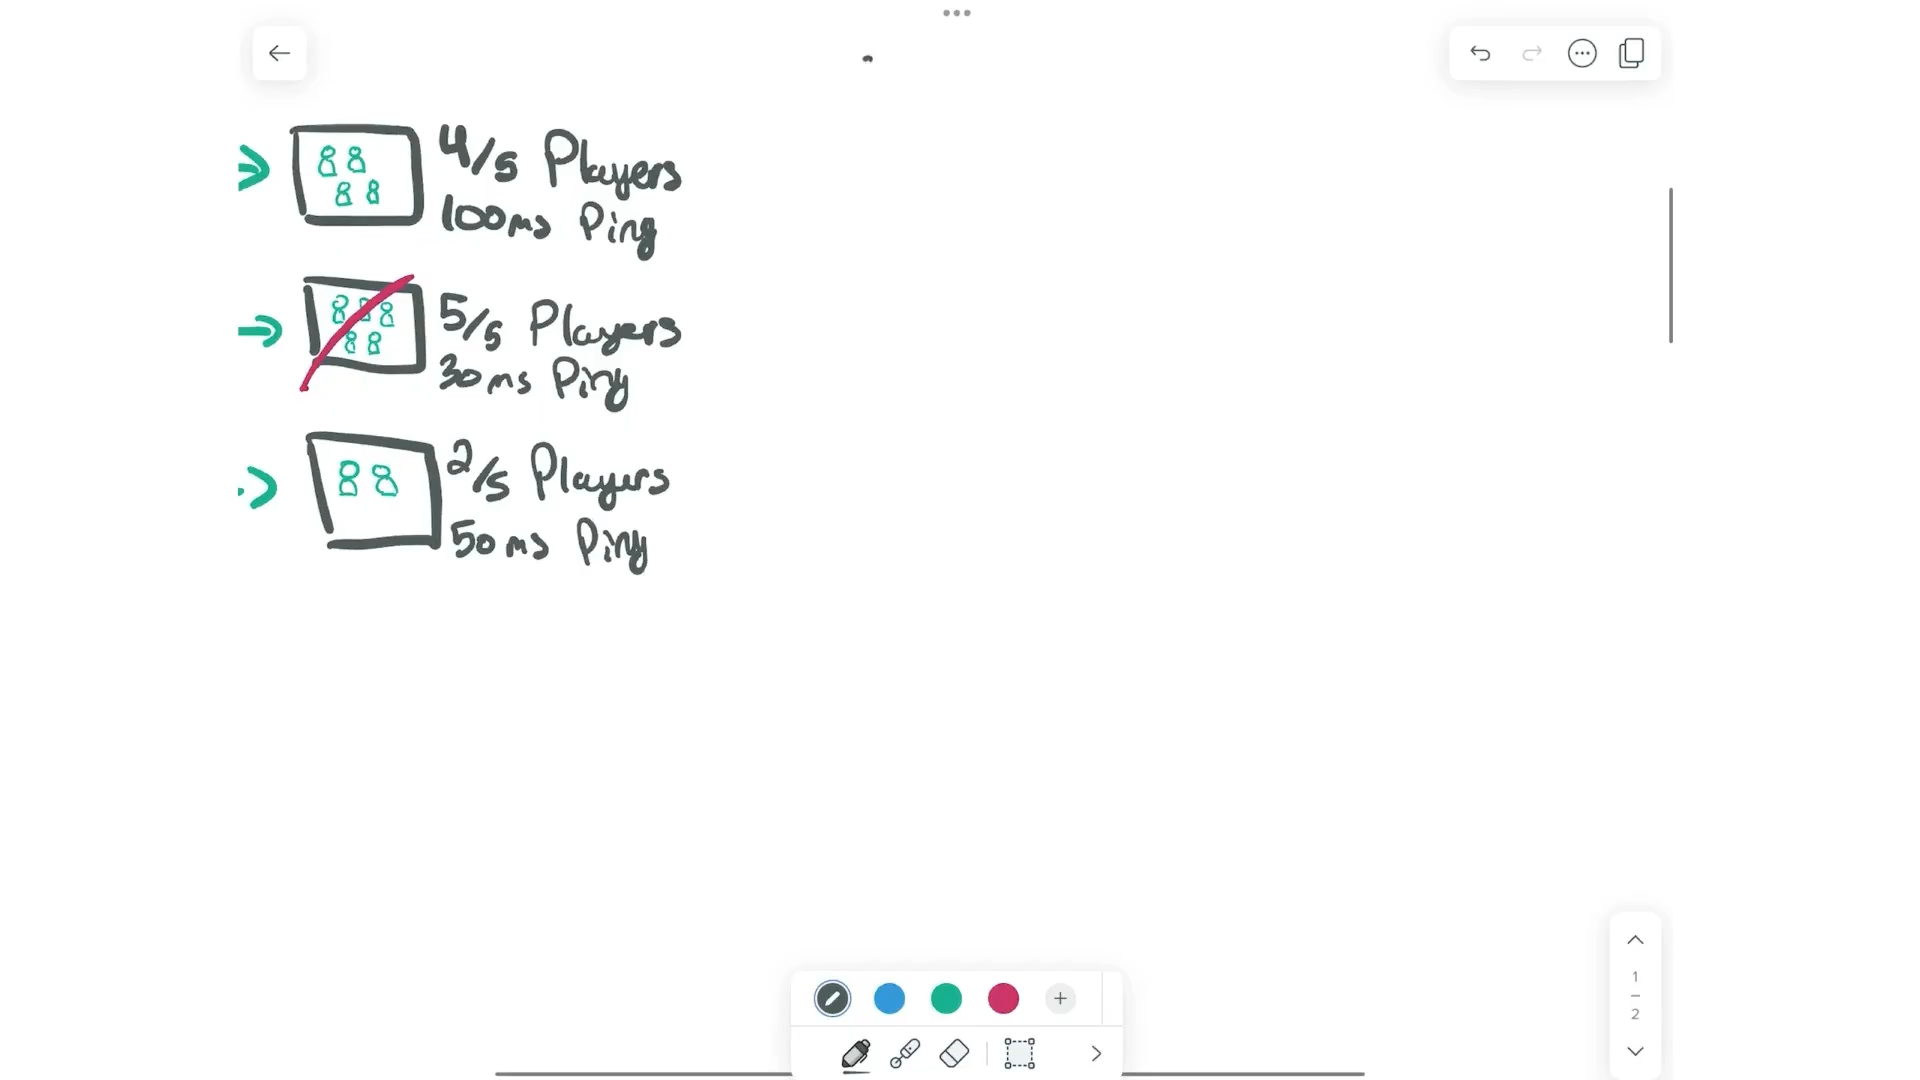 4/5 Players
100ms Ping
5/5 Players
30ms Ping
2/5 Players
50ms Ping
1
2